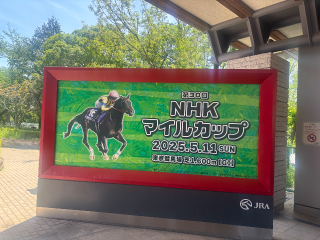 第30回
NHK
マイルカップ
2025.5.11 SUN
東京競馬場 芝1,600m [GⅠ]
JRA